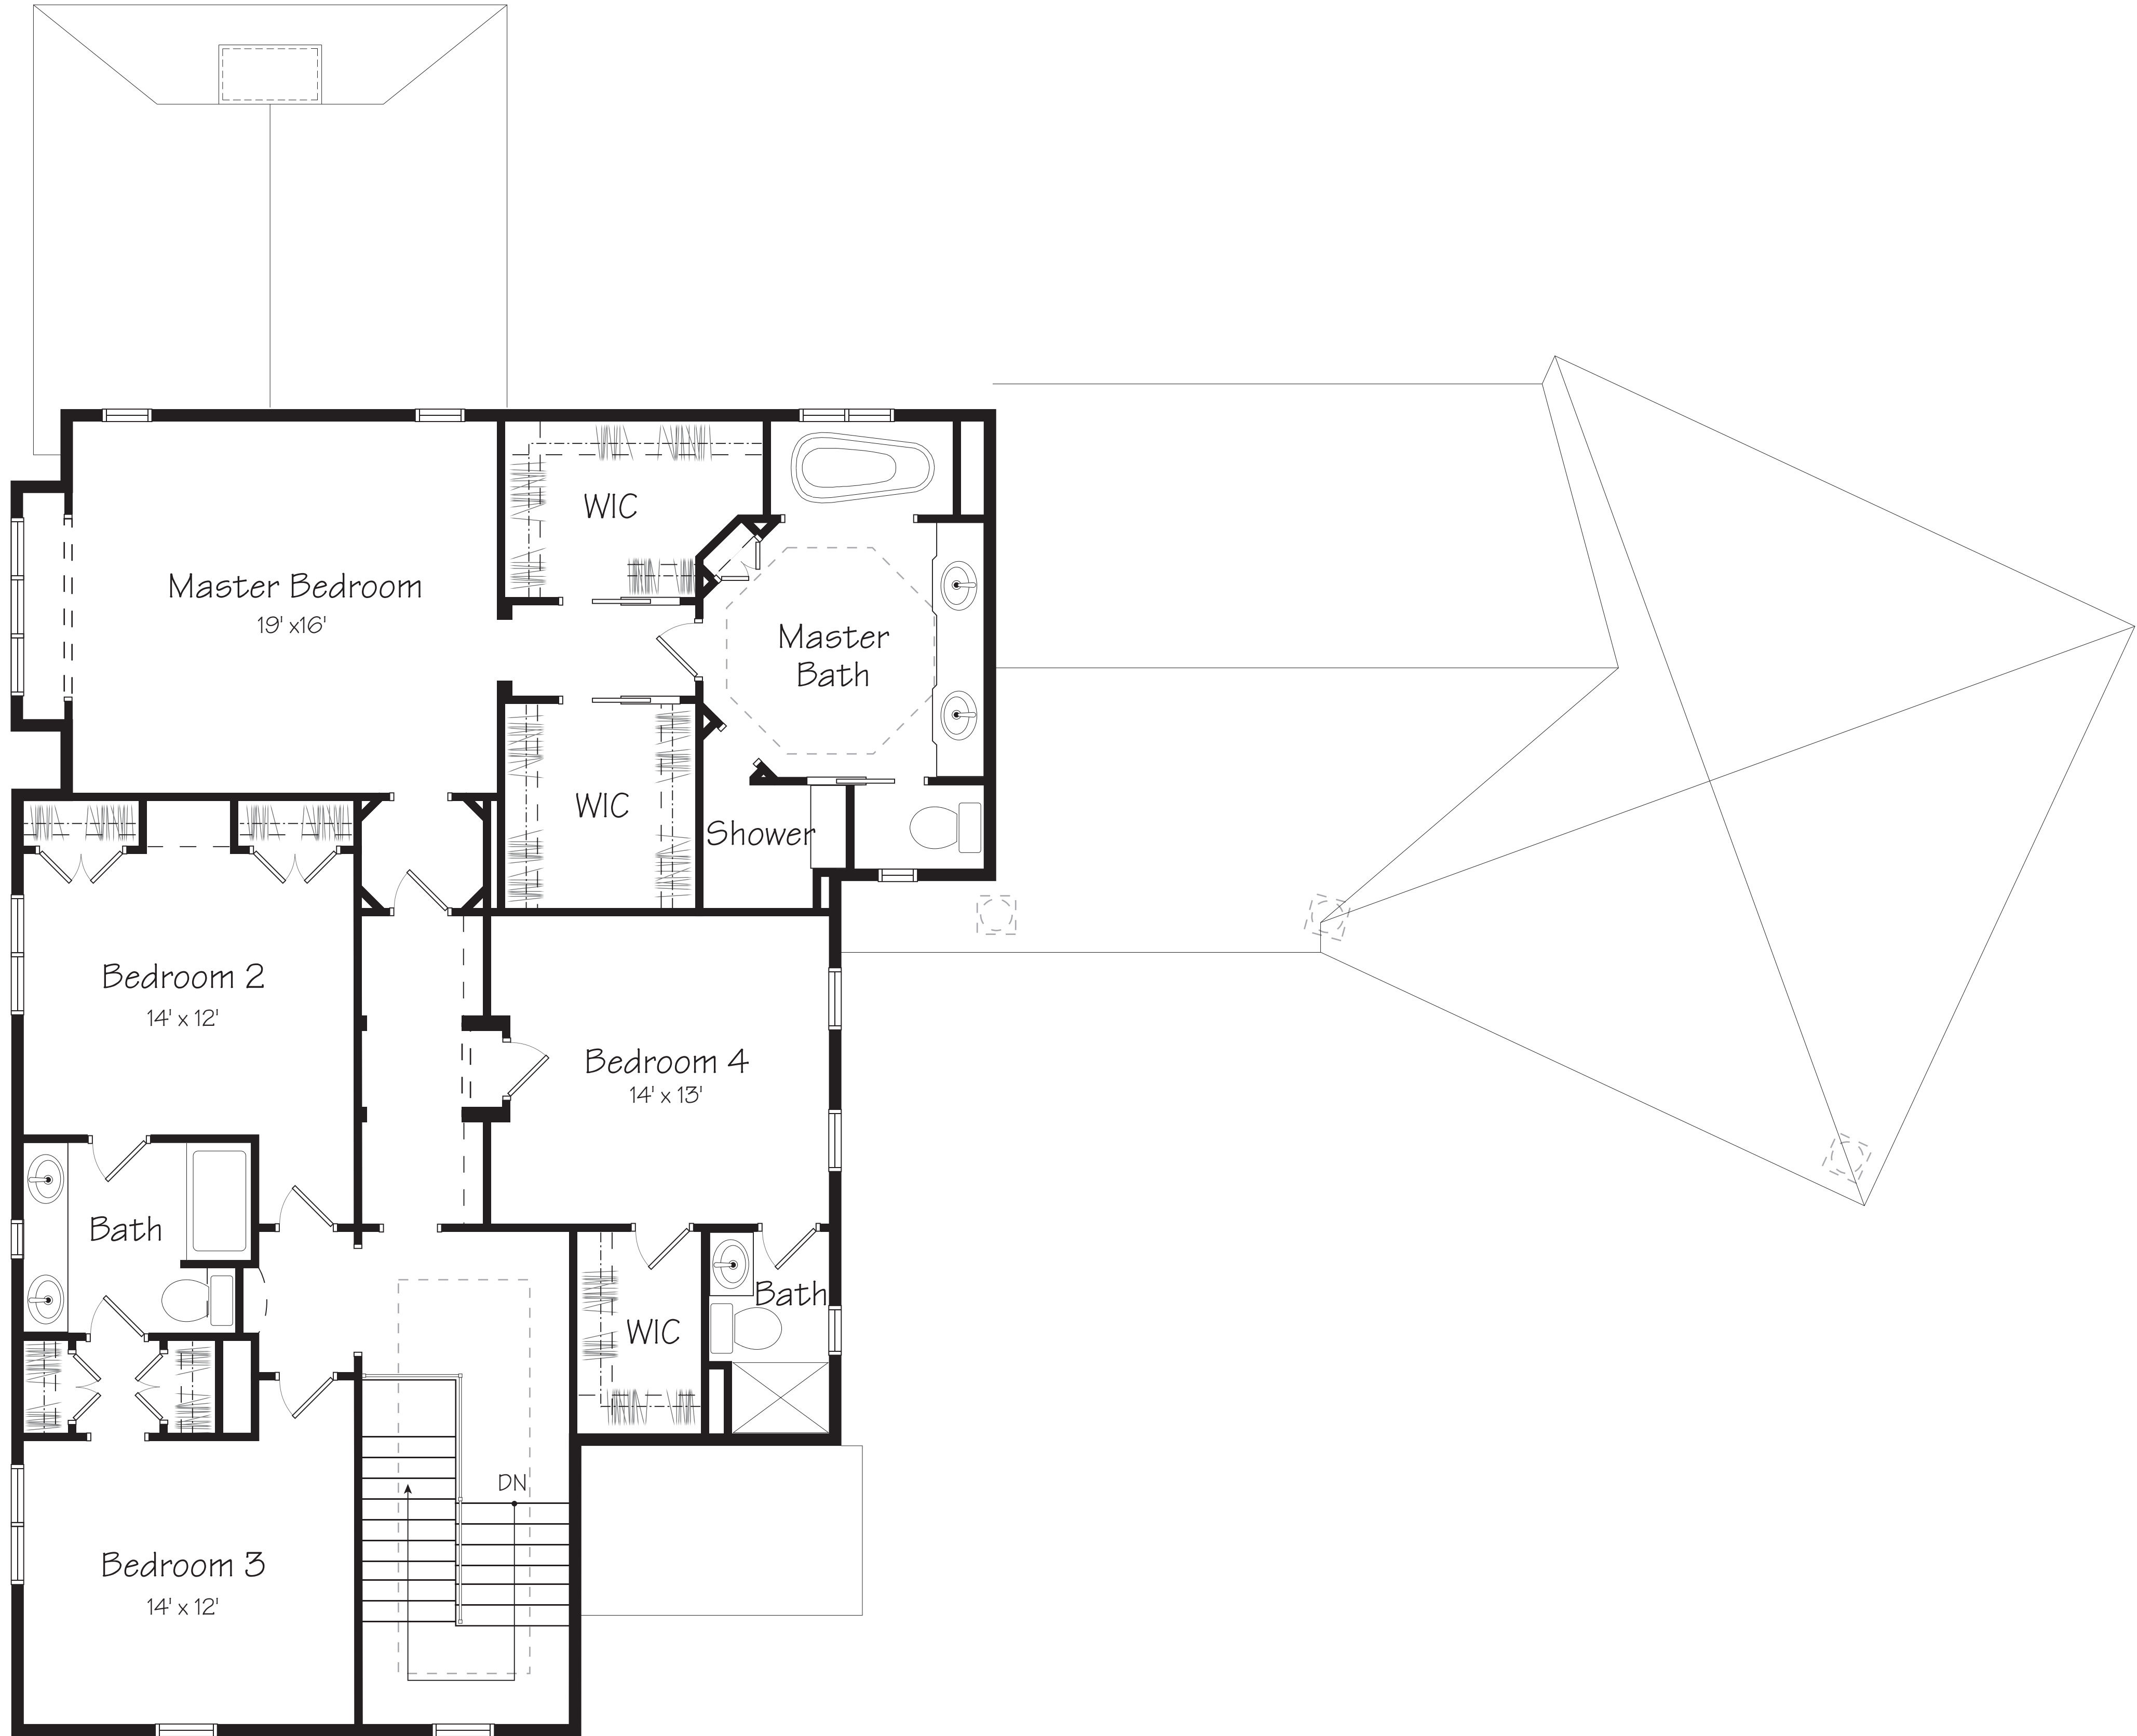 WIC
Master Bedroom
19' x16'
Master
Bath
WIC
Shower
Bedroom 2
14' x 12'
Bedroom 4
14' x 13'
Bath
Bath
WIC
DN
Bedroom 3
14' x 12'